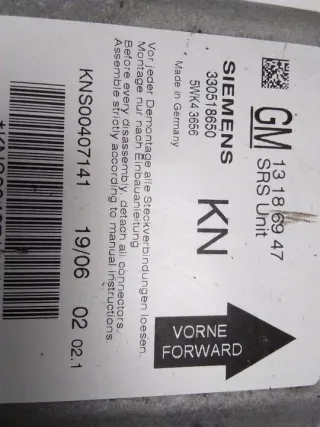 GM 13 18 69 47
SRS Unit
SIEMENS
330518650
5WK4 3656
Made in Germany
KN
VORNE
FORWARD
Vor jeder Demontage alle Steckverbindungen loesen.
Montage nur nach Einbauanleitung
Before every disassembly, detach all connectors.
Assemble strictly according to manual instructions.
KNS00407141 19/06 02 02.1